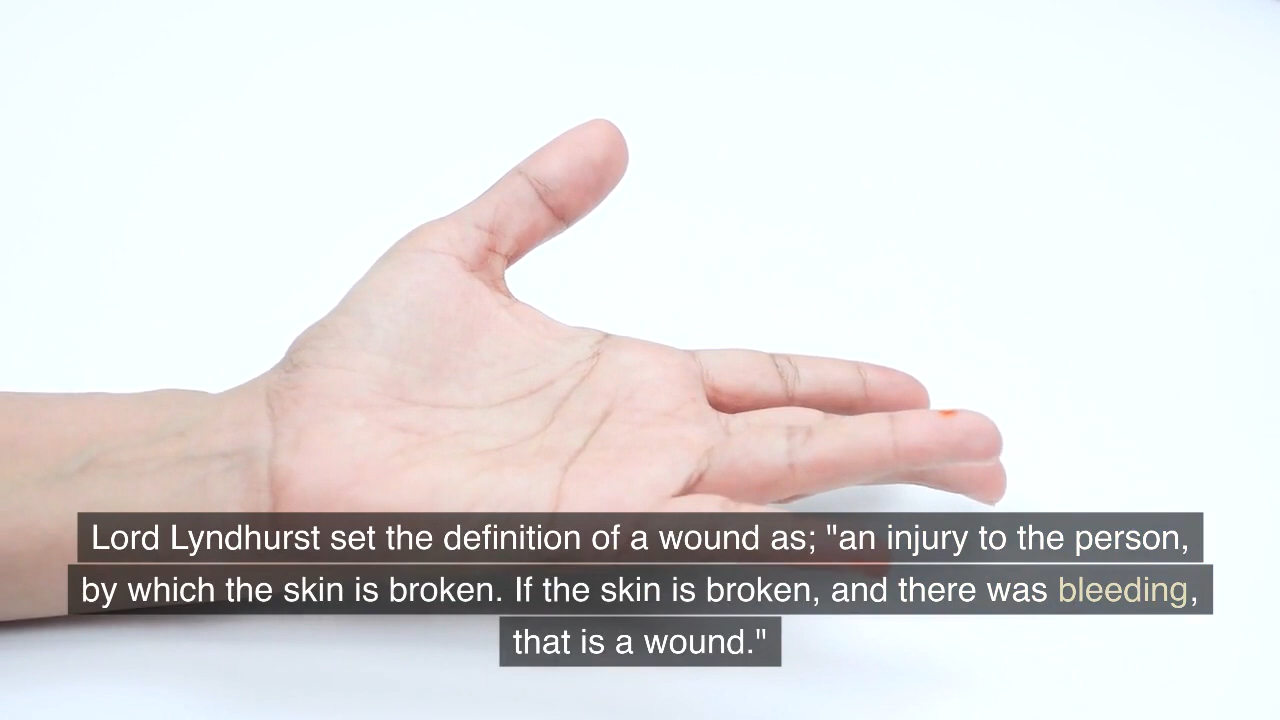 Lord Lyndhurst set the definition of a wound as; "an injury to the person,
by which the skin is broken. If the skin is broken, and there was bleeding,
that is a wound."